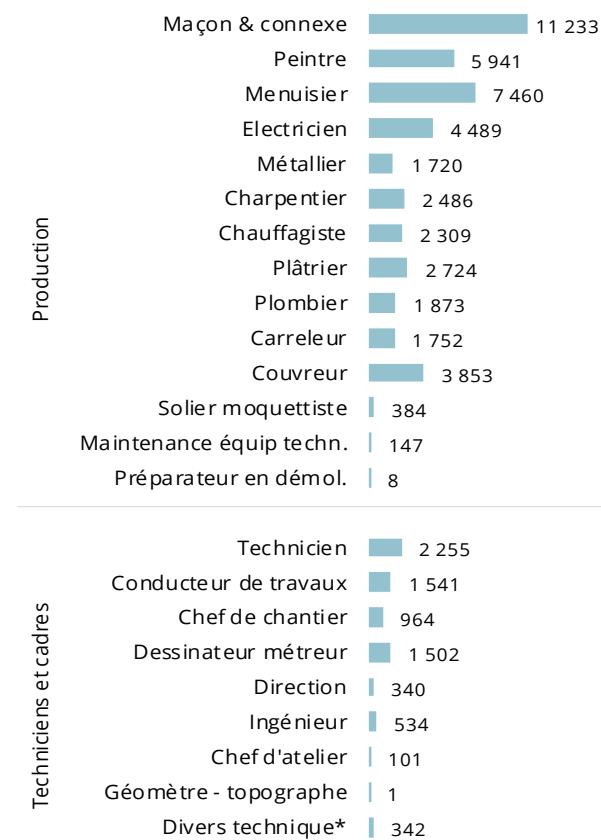 Production
Maçon & connexe 11 233
Peintre 5 941
Menuisier 7 460
Electricien 4 489
Métallier 1 720
Charpentier 2 486
Chauffagiste 2 309
Plâtrier 2 724
Plombier 1 873
Carreleur 1 752
Couvreur 3 853
Solier moquettiste 384
Maintenance équip techn. 147
Préparateur en démol. 8
Techniciens et cadres
Technicien 2 255
Conducteur de travaux 1 541
Chef de chantier 964
Dessinateur métreur 1 502
Direction 340
Ingénieur 534
Chef d'atelier 101
Géomètre - topographe 1
Divers technique* 342